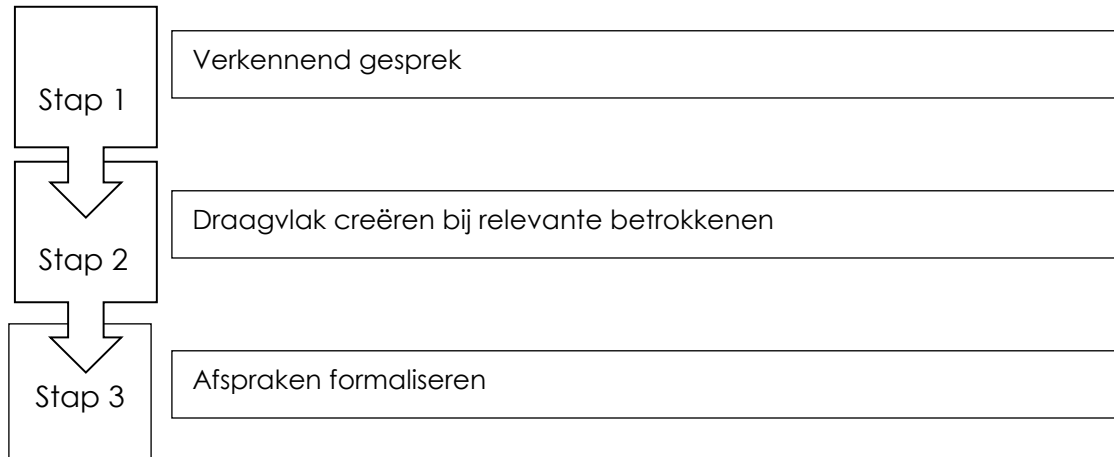 Stap 1
Verkennend gesprek
Stap 2
Draagvlak creëren bij relevante betrokkenen
Stap 3
Afspraken formaliseren